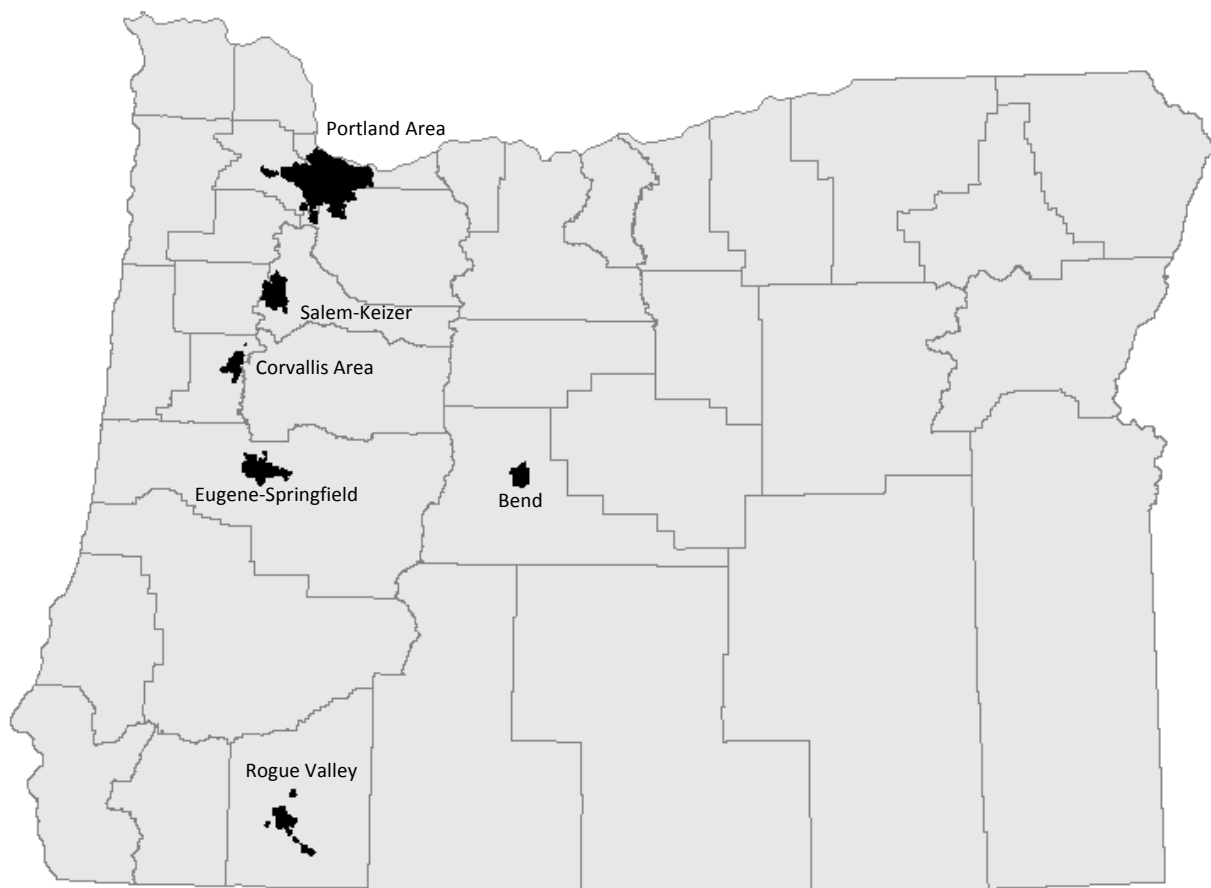 Portland Area
Salem-Keizer
Corvallis Area
Eugene-Springfield
Bend
Rogue Valley